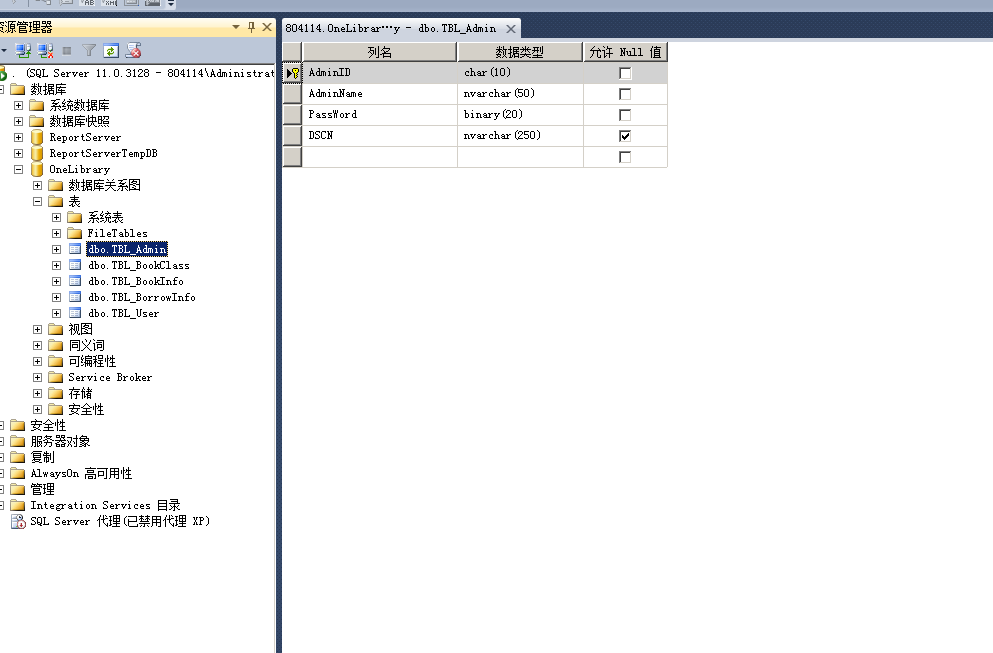 资源管理器
. (SQL Server 11.0.3128 - 804114\Administrat
数据库
系统数据库
数据库快照
ReportServer
ReportServerTempDB
OneLibrary
数据库关系图
表
系统表
FileTables
dbo.TBL_Admin
dbo.TBL_BookClass
dbo.TBL_BookInfo
dbo.TBL_BorrowInfo
dbo.TBL_User
视图
同义词
可编程性
Service Broker
存储
安全性
安全性
服务器对象
复制
AlwaysOn 高可用性
管理
Integration Services 目录
SQL Server 代理(已禁用代理 XP)
804114.OneLibrar···y - dbo.TBL_Admin
列名 数据类型 允许 Null 值
AdminID char(10)
AdminName nvarchar(50)
PassWord binary(20)
DSCN nvarchar(250)